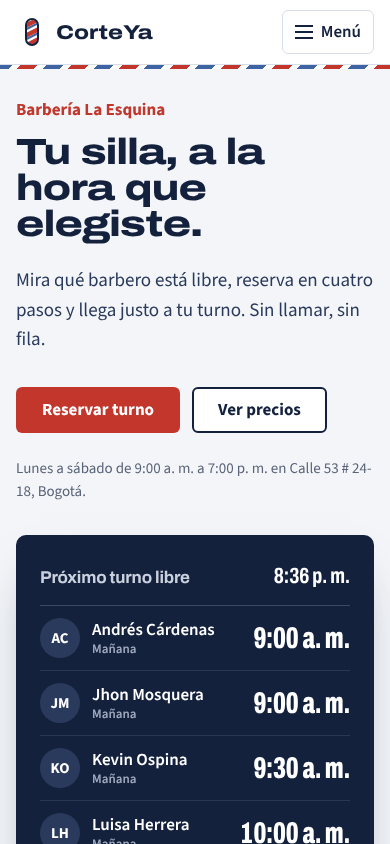 CorteYa
Menú
Barbería La Esquina
Tu silla, a la
hora que
elegiste.
Mira qué barbero está libre, reserva en cuatro
pasos y llega justo a tu turno. Sin llamar, sin
fila.
Reservar turno
Ver precios
Lunes a sábado de 9:00 a. m. a 7:00 p. m. en Calle 53 # 24-
18, Bogotá.
Próximo turno libre
8:36 p. m.
AC
Andrés Cárdenas
Mañana
9:00 a. m.
JM
Jhon Mosquera
Mañana
9:00 a. m.
KO
Kevin Ospina
Mañana
9:30 a. m.
LH
Luisa Herrera
Mañana
10:00 a. m.